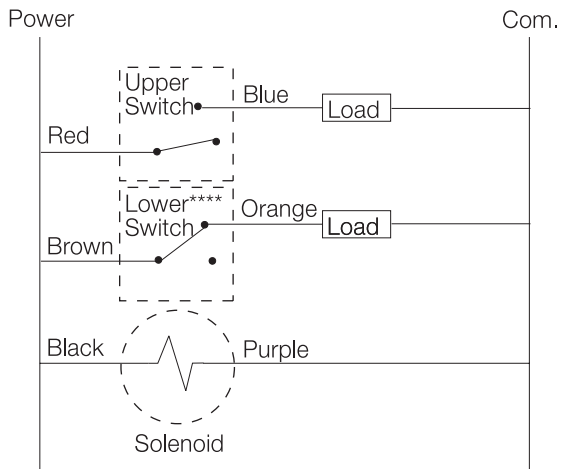 Power
Com.
Upper
Switch
Blue
Load
Red
Lower****
Switch
Orange
Load
Brown
Black
Purple
Solenoid